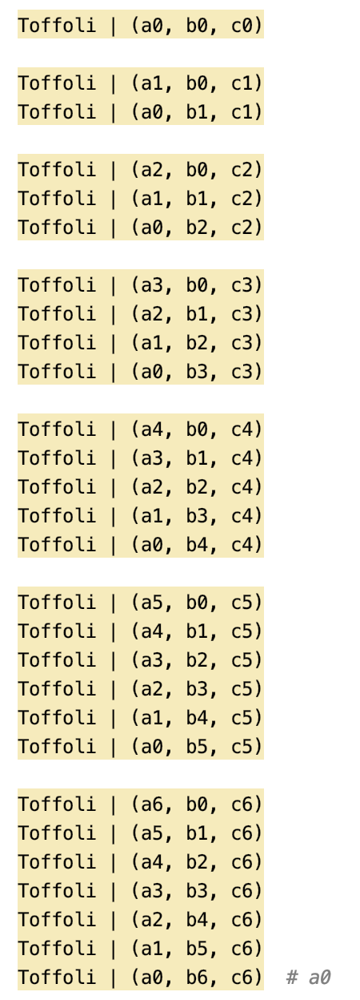 Toffoli | (a0, b0, c0)
Toffoli | (a1, b0, c1)
Toffoli | (a0, b1, c1)
Toffoli | (a2, b0, c2)
Toffoli | (a1, b1, c2)
Toffoli | (a0, b2, c2)
Toffoli | (a3, b0, c3)
Toffoli | (a2, b1, c3)
Toffoli | (a1, b2, c3)
Toffoli | (a0, b3, c3)
Toffoli | (a4, b0, c4)
Toffoli | (a3, b1, c4)
Toffoli | (a2, b2, c4)
Toffoli | (a1, b3, c4)
Toffoli | (a0, b4, c4)
Toffoli | (a5, b0, c5)
Toffoli | (a4, b1, c5)
Toffoli | (a3, b2, c5)
Toffoli | (a2, b3, c5)
Toffoli | (a1, b4, c5)
Toffoli | (a0, b5, c5)
Toffoli | (a6, b0, c6)
Toffoli | (a5, b1, c6)
Toffoli | (a4, b2, c6)
Toffoli | (a3, b3, c6)
Toffoli | (a2, b4, c6)
Toffoli | (a1, b5, c6)
Toffoli | (a0, b6, c6)  # a0